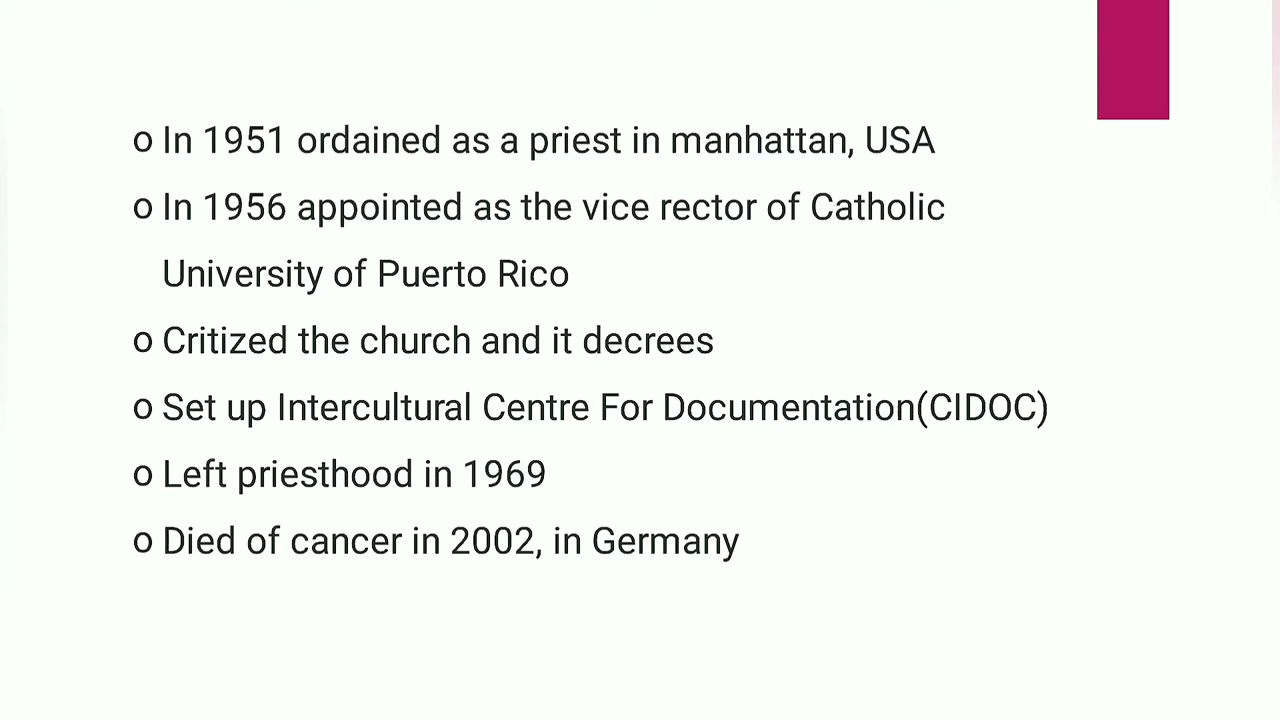 o In 1951 ordained as a priest in manhattan, USA
o In 1956 appointed as the vice rector of Catholic
University of Puerto Rico
o Critized the church and it decrees
o Set up Intercultural Centre For Documentation(CIDOC)
o Left priesthood in 1969
o Died of cancer in 2002, in Germany